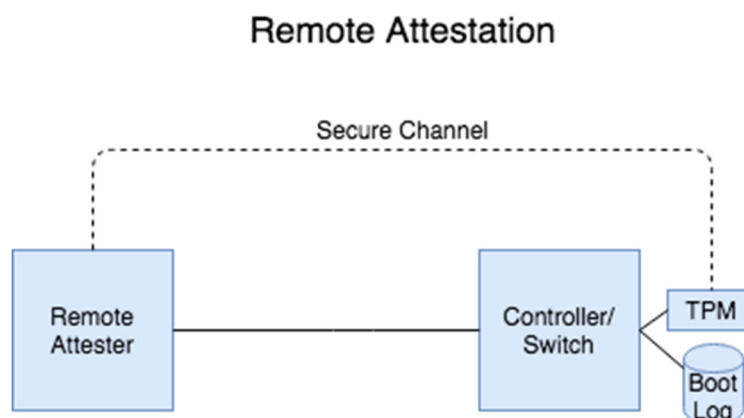 Remote Attestation
Secure Channel
Remote
Attester
Controller/
Switch
TPM
Boot
Log